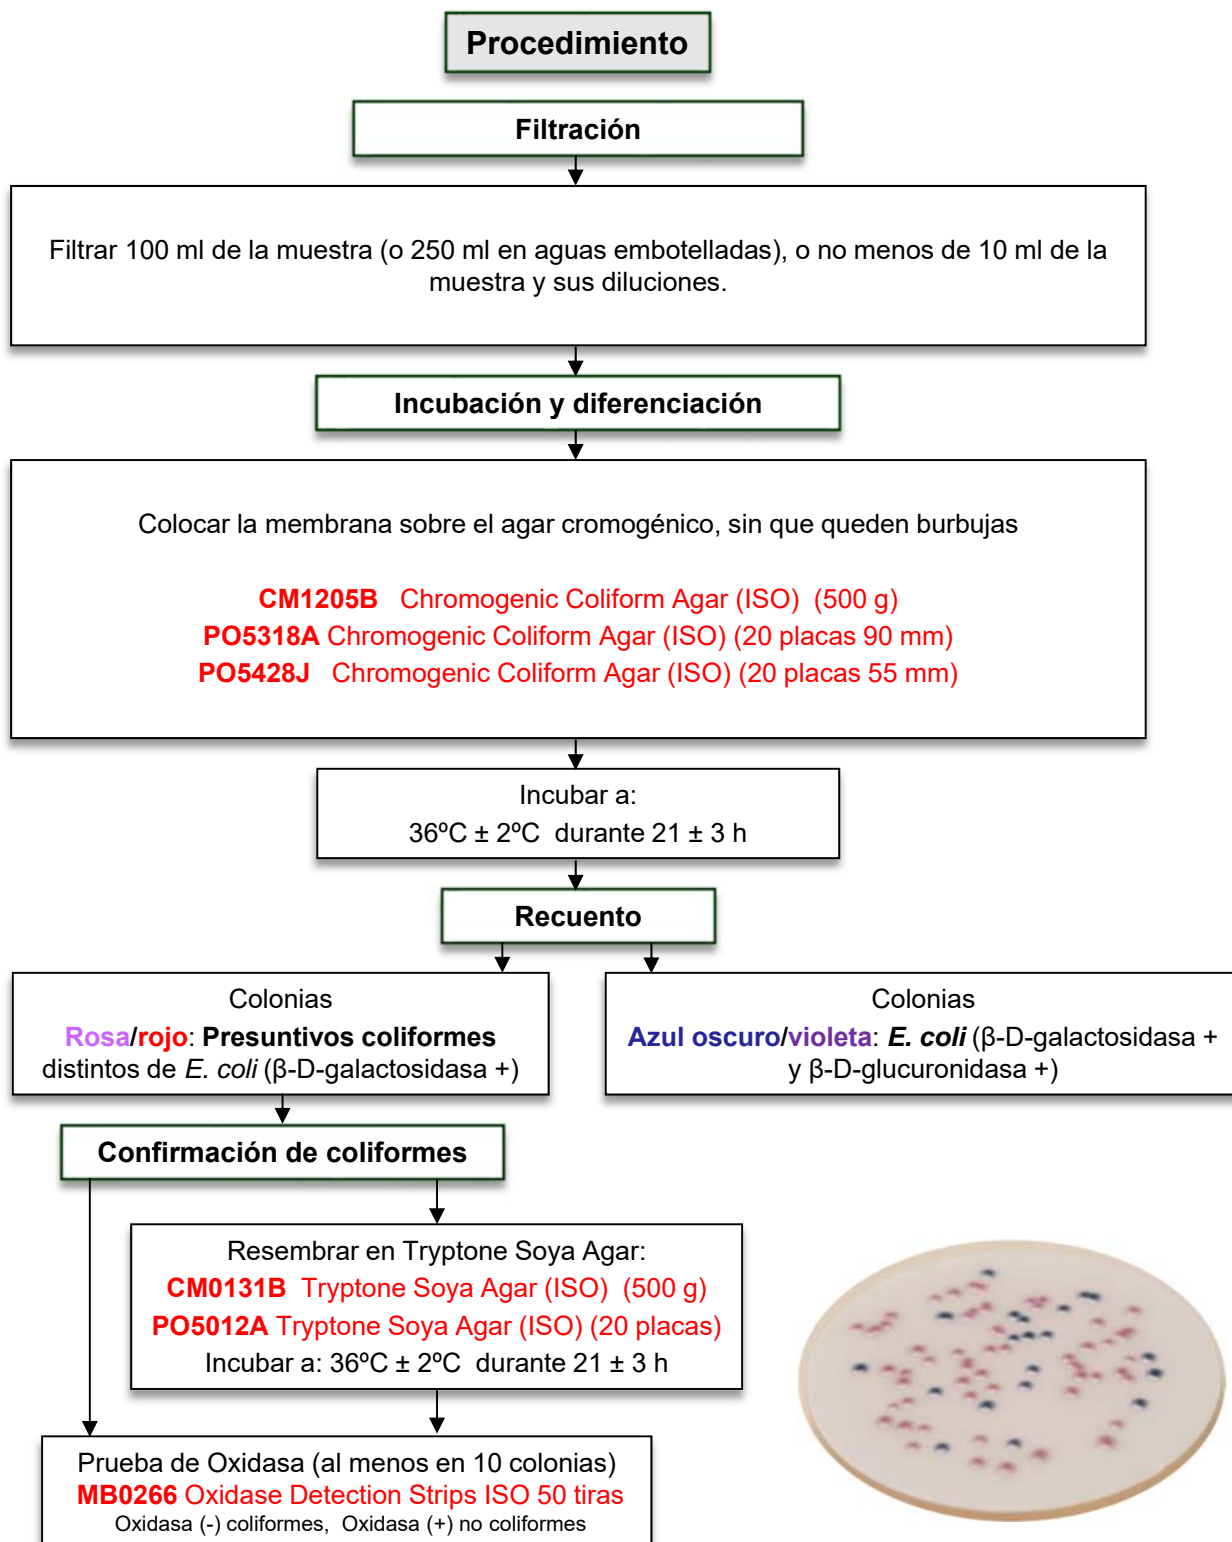 Procedimiento
Filtración
Filtrar 100 ml de la muestra (o 250 ml en aguas embotelladas), o no menos de 10 ml de la
muestra y sus diluciones.
Incubación y diferenciación
Colocar la membrana sobre el agar cromogénico, sin que queden burbujas
CM1205B Chromogenic Coliform Agar (ISO) (500 g)
PO5318A Chromogenic Coliform Agar (ISO) (20 placas 90 mm)
PO5428J Chromogenic Coliform Agar (ISO) (20 placas 55 mm)
Incubar a:
36ºC ± 2ºC durante 21 ± 3 h
Recuento
Colonias
Rosa/rojo: Presuntivos coliformes
distintos de E. coli (β-D-galactosidasa +)
Colonias
Azul oscuro/violeta: E. coli (β-D-galactosidasa +
y β-D-glucuronidasa +)
Confirmación de coliformes
Resembrar en Tryptone Soya Agar:
CM0131B Tryptone Soya Agar (ISO) (500 g)
PO5012A Tryptone Soya Agar (ISO) (20 placas)
Incubar a: 36ºC ± 2ºC durante 21 ± 3 h
Prueba de Oxidasa (al menos en 10 colonias)
MB0266 Oxidase Detection Strips ISO 50 tiras
Oxidasa (-) coliformes, Oxidasa (+) no coliformes